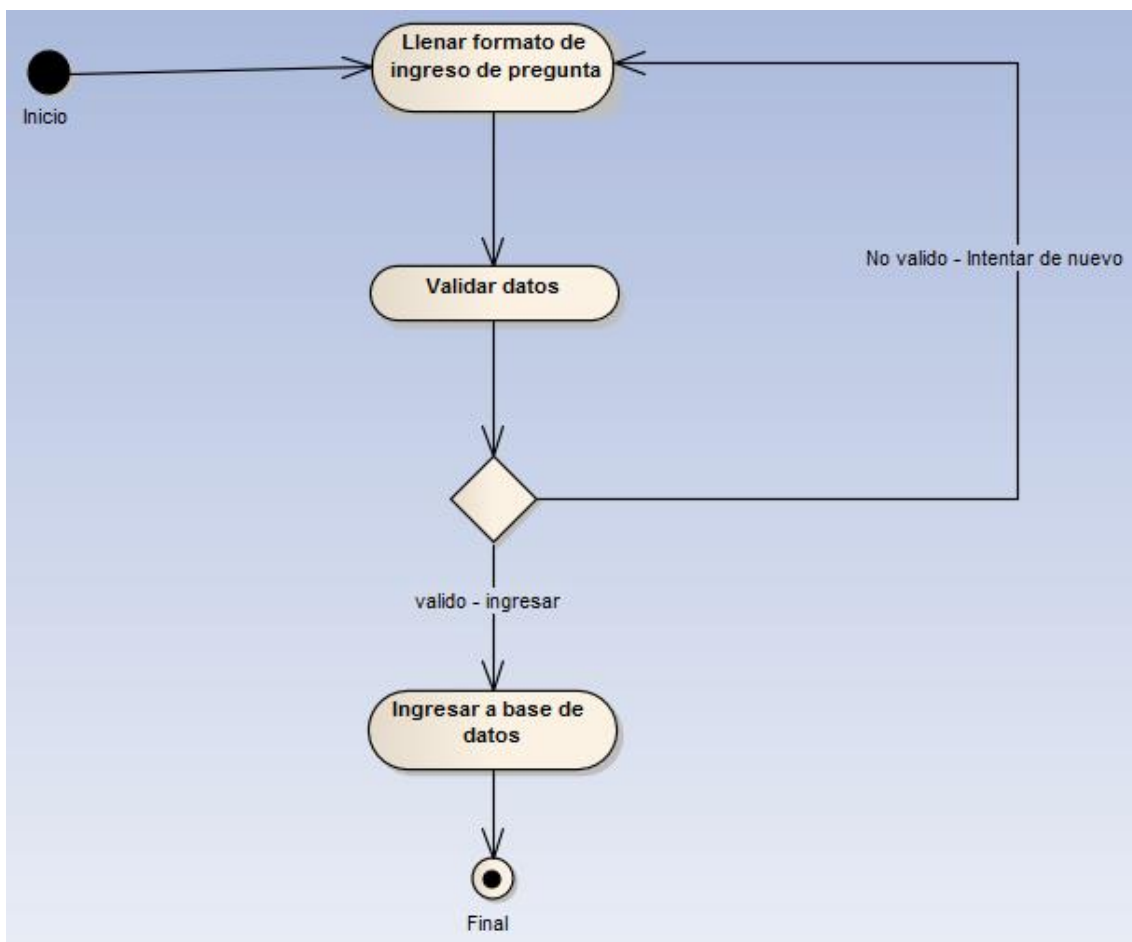 Llenar formato de
ingreso de pregunta
Inicio
No valido - Intentar de nuevo
Validar datos
valido - ingresar
Ingresar a base de
datos
Final